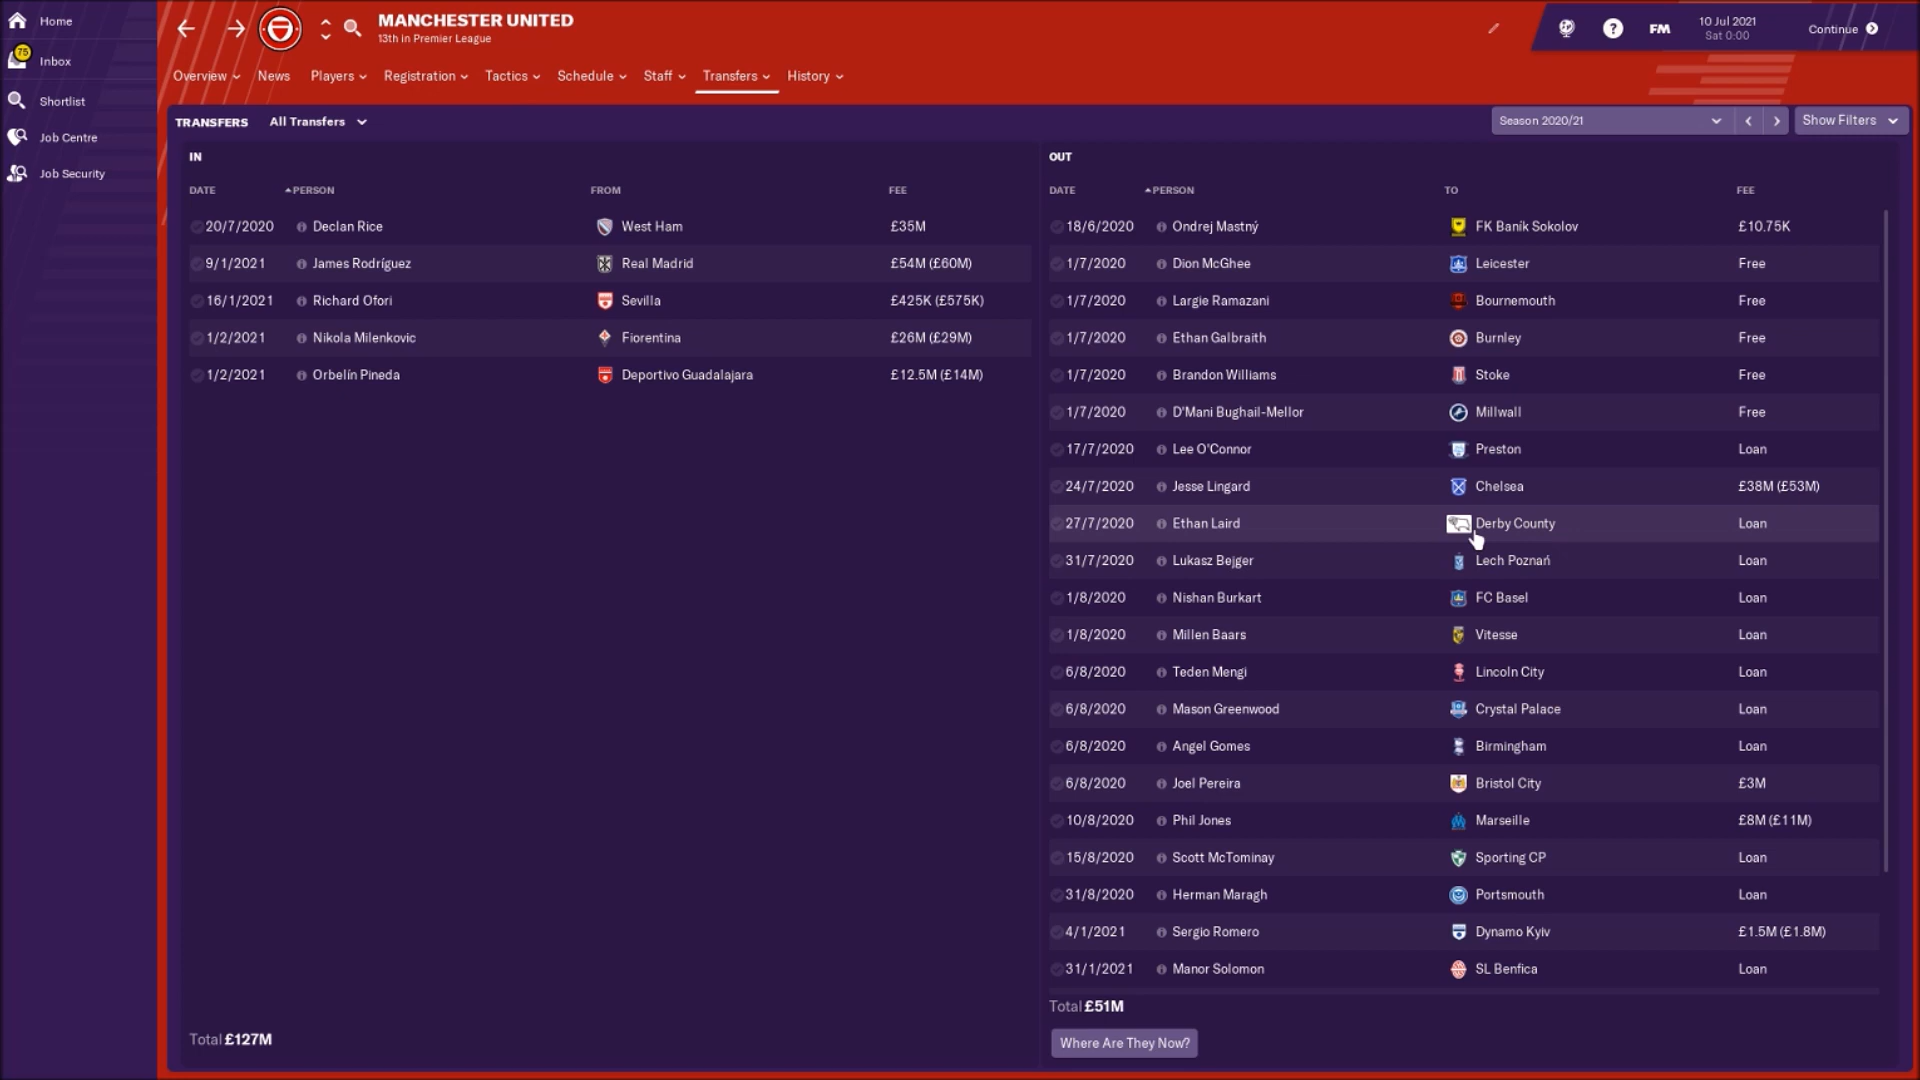 Home
75
Inbox
Shortlist
Job Centre
Job Security
MANCHESTER UNITED
13th in Premier League
FM
10 Jul 2021
Sat 0:00
Continue
Overview News Players Registration Tactics Schedule Staff Transfers History
TRANSFERS All Transfers
Season 2020/21
Show Filters
IN
DATE PERSON FROM FEE
20/7/2020 Declan Rice West Ham £35M
9/1/2021 James Rodríguez Real Madrid £54M (£60M)
16/1/2021 Richard Ofori Sevilla £425K (£575K)
1/2/2021 Nikola Milenkovic Fiorentina £26M (£29M)
1/2/2021 Orbelín Pineda Deportivo Guadalajara £12.5M (£14M)
Total £127M
OUT
DATE PERSON TO FEE
18/6/2020 Ondrej Mastný FK Baník Sokolov £10.75K
1/7/2020 Dion McGhee Leicester Free
1/7/2020 Largie Ramazani Bournemouth Free
1/7/2020 Ethan Galbraith Burnley Free
1/7/2020 Brandon Williams Stoke Free
1/7/2020 D'Mani Bughail-Mellor Millwall Free
17/7/2020 Lee O'Connor Preston Loan
24/7/2020 Jesse Lingard Chelsea £38M (£53M)
27/7/2020 Ethan Laird Derby County Loan
31/7/2020 Lukasz Bejger Lech Poznań Loan
1/8/2020 Nishan Burkart FC Basel Loan
1/8/2020 Millen Baars Vitesse Loan
6/8/2020 Teden Mengi Lincoln City Loan
6/8/2020 Mason Greenwood Crystal Palace Loan
6/8/2020 Angel Gomes Birmingham Loan
6/8/2020 Joel Pereira Bristol City £3M
10/8/2020 Phil Jones Marseille £8M (£11M)
15/8/2020 Scott McTominay Sporting CP Loan
31/8/2020 Herman Maragh Portsmouth Loan
4/1/2021 Sergio Romero Dynamo Kyiv £1.5M (£1.8M)
31/1/2021 Manor Solomon SL Benfica Loan
Total £51M
Where Are They Now?